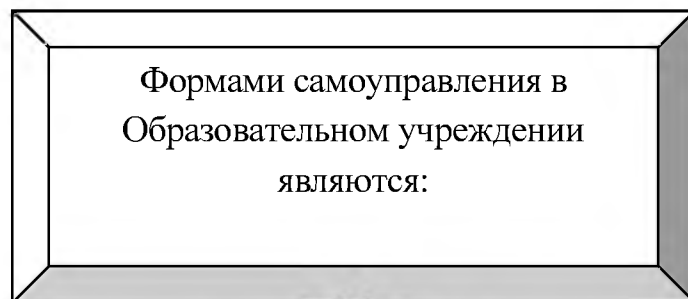 Формами самоуправления в
Образовательном учреждении
являются: